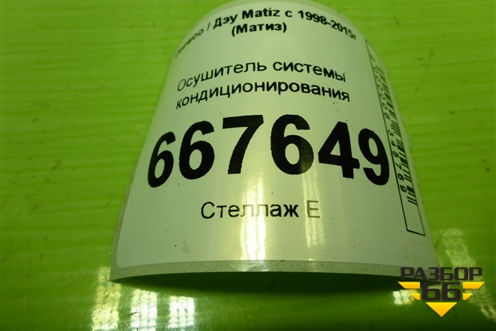 / Дэу Matiz с 1998-2015г
(Матиз)
Осушитель системы
кондиционирования
667649
Стеллаж Е
РАЗБОР
66